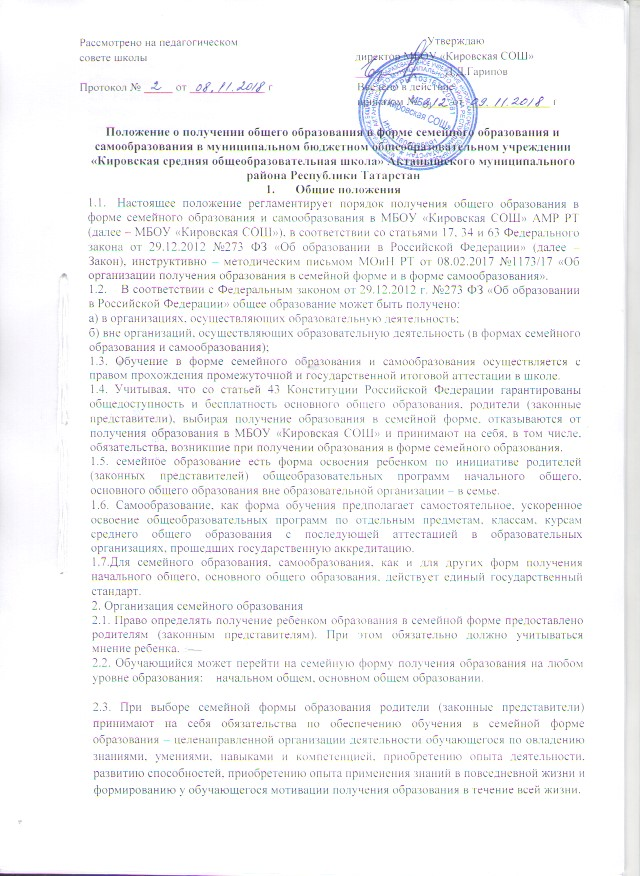 Рассмотрено на педагогическом
совете школы
Протокол № 2 от 08.11.2018 г
Утверждаю
директор МБОУ «Кировская СОШ»
Гарипов
Введено в действие
приказом № от 09.11.2018 г
Положение о получении общего образования в форме семейного образования и
самообразования в муниципальном бюджетном общеобразовательном учреждении
«Кировская средняя общеобразовательная школа» Актанышского муниципального
района Республики Татарстан
1. Общие положения
1.1. Настоящее положение регламентирует порядок получения общего образования в
форме семейного образования и самообразования в МБОУ «Кировская СОШ» АМР РТ
(далее – МБОУ «Кировская СОШ»), в соответствии со статьями 17, 34 и 63 Федерального
закона от 29.12.2012 №273 ФЗ «Об образовании в Российской Федерации» (далее –
Закон), инструктивно – методическим письмом МОиН РТ от 08.02.2017 №1173/17 «Об
организации получения образования в семейной форме и в форме самообразования».
1.2. В соответствии с Федеральным законом от 29.12.2012 г. №273 ФЗ «Об образовании
в Российской Федерации» общее образование может быть получено:
а) в организациях, осуществляющих образовательную деятельность;
б) вне организаций, осуществляющих образовательную деятельность (в формах семейного
образования и самообразования);
1.3. Обучение в форме семейного образования и самообразования осуществляется с
правом прохождения промежуточной и государственной итоговой аттестации в школе.
1.4. Учитывая, что со статьей 43 Конституции Российской Федерации гарантированы
общедоступность и бесплатность основного общего образования, родители (законные
представители), выбирая получение образования в семейной форме, отказываются от
получения образования в МБОУ «Кировская СОШ» и принимают на себя, в том числе,
обязательства, возникшие при получении образования в форме семейного образования.
1.5. семейное образование есть форма освоения ребенком по инициативе родителей
(законных представителей) общеобразовательных программ начального общего,
основного общего образования вне образовательной организации – в семье.
1.6. Самообразование, как форма обучения предполагает самостоятельное, ускоренное
освоение общеобразовательных программ по отдельным предметам, классам, курсам
среднего общего образования с последующей аттестацией в образовательных
организациях, прошедших государственную аккредитацию.
1.7.Для семейного образования, самообразования, как и для других форм получения
начального общего, основного общего образования, действует единый государственный
стандарт.
2. Организация семейного образования
2.1. Право определять получение ребенком образования в семейной форме предоставлено
родителям (законным представителям). При этом обязательно должно учитываться
мнение ребенка.
2.2. Обучающийся может перейти на семейную форму получения образования на любом
уровне образования: начальном общем, основном общем образовании.
2.3. При выборе семейной формы образования родители (законные представители)
принимают на себя обязательства по обеспечению обучения в семейной форме
образования – целенаправленной организации деятельности обучающегося по овладению
знаниями, умениями, навыками и компетенцией, приобретению опыта деятельности,
развитию способностей, приобретению опыта применения знаний в повседневной жизни и
формированию у обучающегося мотивации получения образования в течение всей жизни.